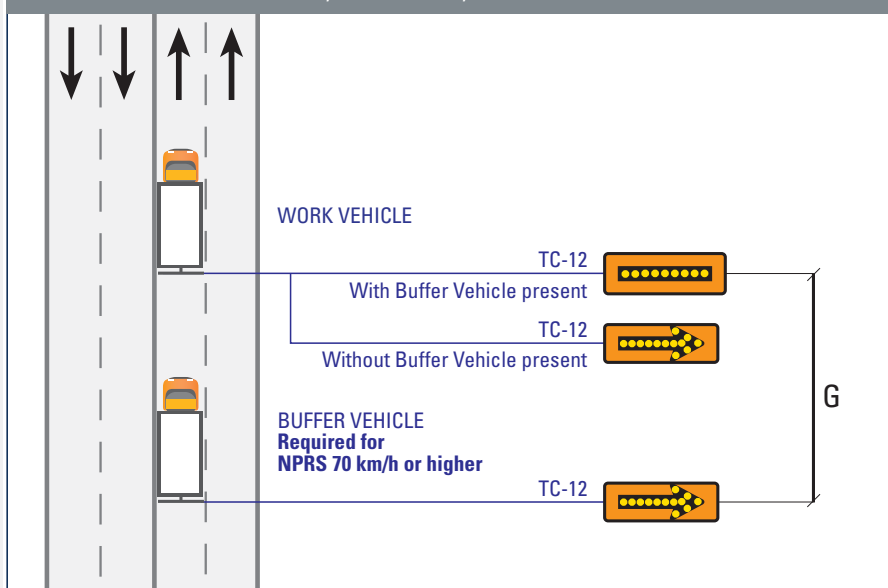 WORK VEHICLE
TC-12
With Buffer Vehicle present
TC-12
Without Buffer Vehicle present
G
BUFFER VEHICLE
Required for
NPRS 70 km/h or higher
TC-12